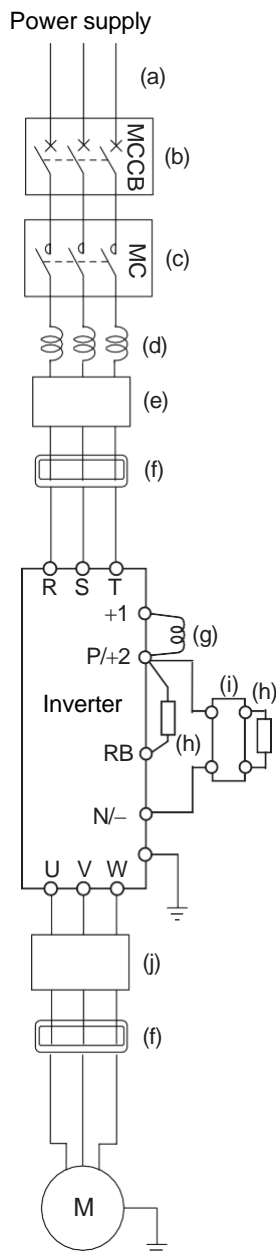 Power supply
(a)
MCCB
(b)
MC
(c)
(d)
(e)
(f)
R S T
+1
(g)
P/+2
(i)
(h)
Inverter
(h)
RB
N/−
U V W
(j)
(f)
M